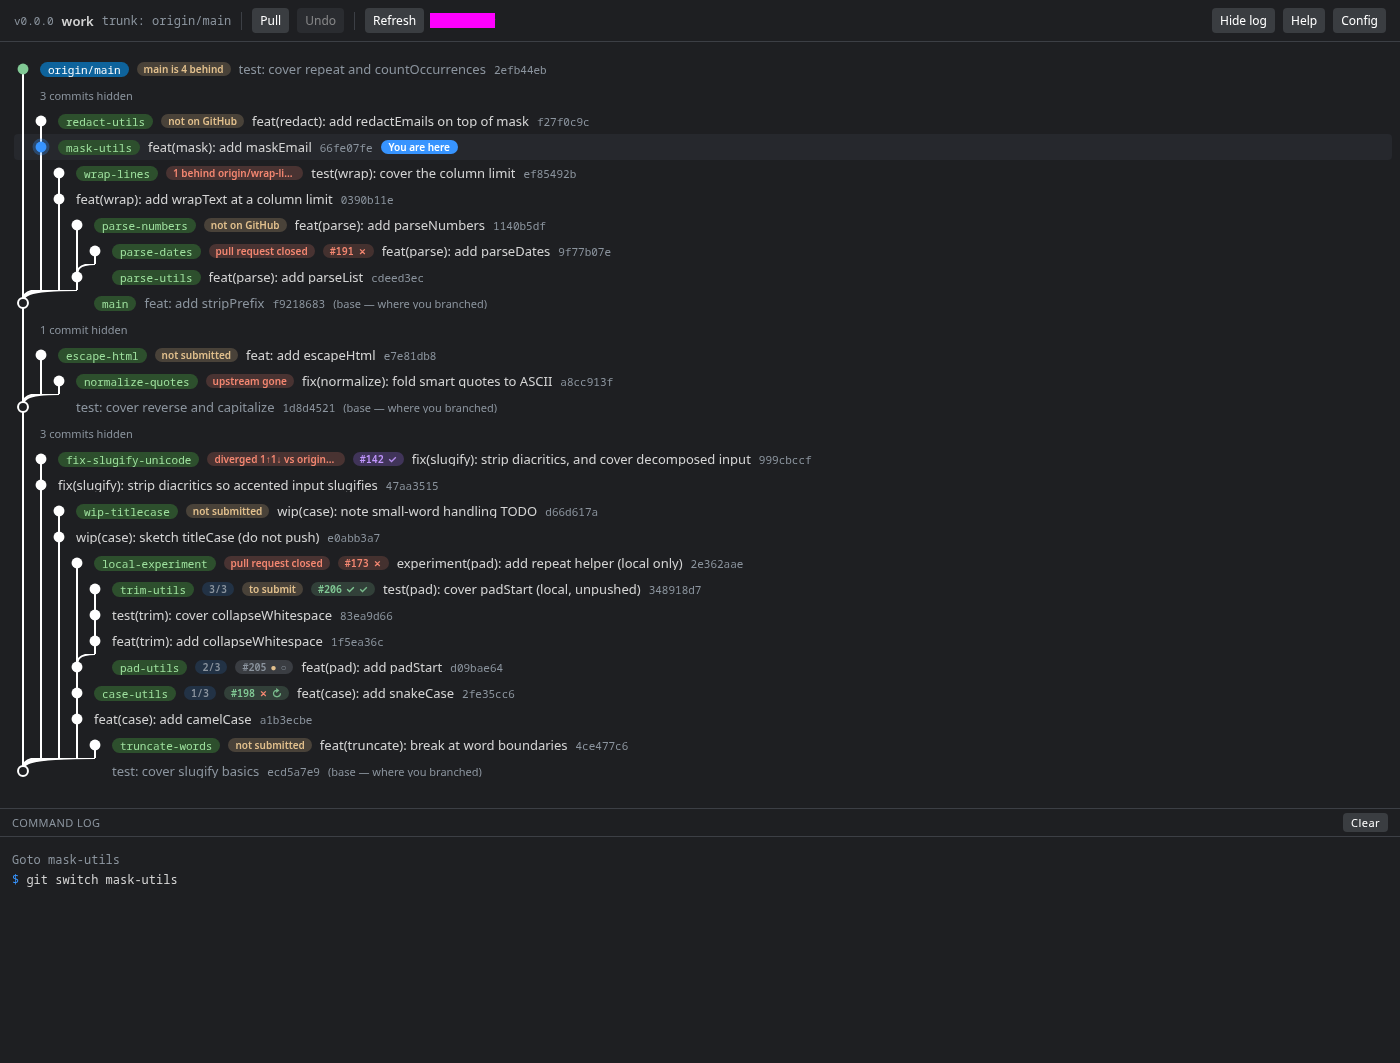 v0.0.0 work trunk: origin/main Pull Undo Refresh Hide log Help Config
origin/main main is 4 behind test: cover repeat and countOccurrences 2efb44eb
3 commits hidden
redact-utils not on GitHub feat(redact): add redactEmails on top of mask f27f0c9c
mask-utils feat(mask): add maskEmail 66fe07fe You are here
wrap-lines 1 behind origin/wrap-li... test(wrap): cover the column limit ef85492b
feat(wrap): add wrapText at a column limit 0390b11e
parse-numbers not on GitHub feat(parse): add parseNumbers 1140b5df
parse-dates pull request closed #191 × feat(parse): add parseDates 9f77b07e
parse-utils feat(parse): add parseList cdeed3ec
main feat: add stripPrefix f9218683 (base — where you branched)
1 commit hidden
escape-html not submitted feat: add escapeHtml e7e81db8
normalize-quotes upstream gone fix(normalize): fold smart quotes to ASCII a8cc913f
test: cover reverse and capitalize 1d8d4521 (base — where you branched)
3 commits hidden
fix-slugify-unicode diverged 1↑1↓ vs origin... #142 ✓ fix(slugify): strip diacritics, and cover decomposed input 999cbccf
fix(slugify): strip diacritics so accented input slugifies 47aa3515
wip-titlecase not submitted wip(case): note small-word handling TODO d66d617a
wip(case): sketch titleCase (do not push) e0abb3a7
local-experiment pull request closed #173 × experiment(pad): add repeat helper (local only) 2e362aae
trim-utils 3/3 to submit #206 ✓ ✓ test(pad): cover padStart (local, unpushed) 348918d7
test(trim): cover collapseWhitespace 83ea9d66
feat(trim): add collapseWhitespace 1f5ea36c
pad-utils 2/3 #205 ● ○ feat(pad): add padStart d09bae64
case-utils 1/3 #198 × ↻ feat(case): add snakeCase 2fe35cc6
feat(case): add camelCase a1b3ecbe
truncate-words not submitted feat(truncate): break at word boundaries 4ce477c6
test: cover slugify basics ecd5a7e9 (base — where you branched)
COMMAND LOG Clear
Goto mask-utils
$ git switch mask-utils